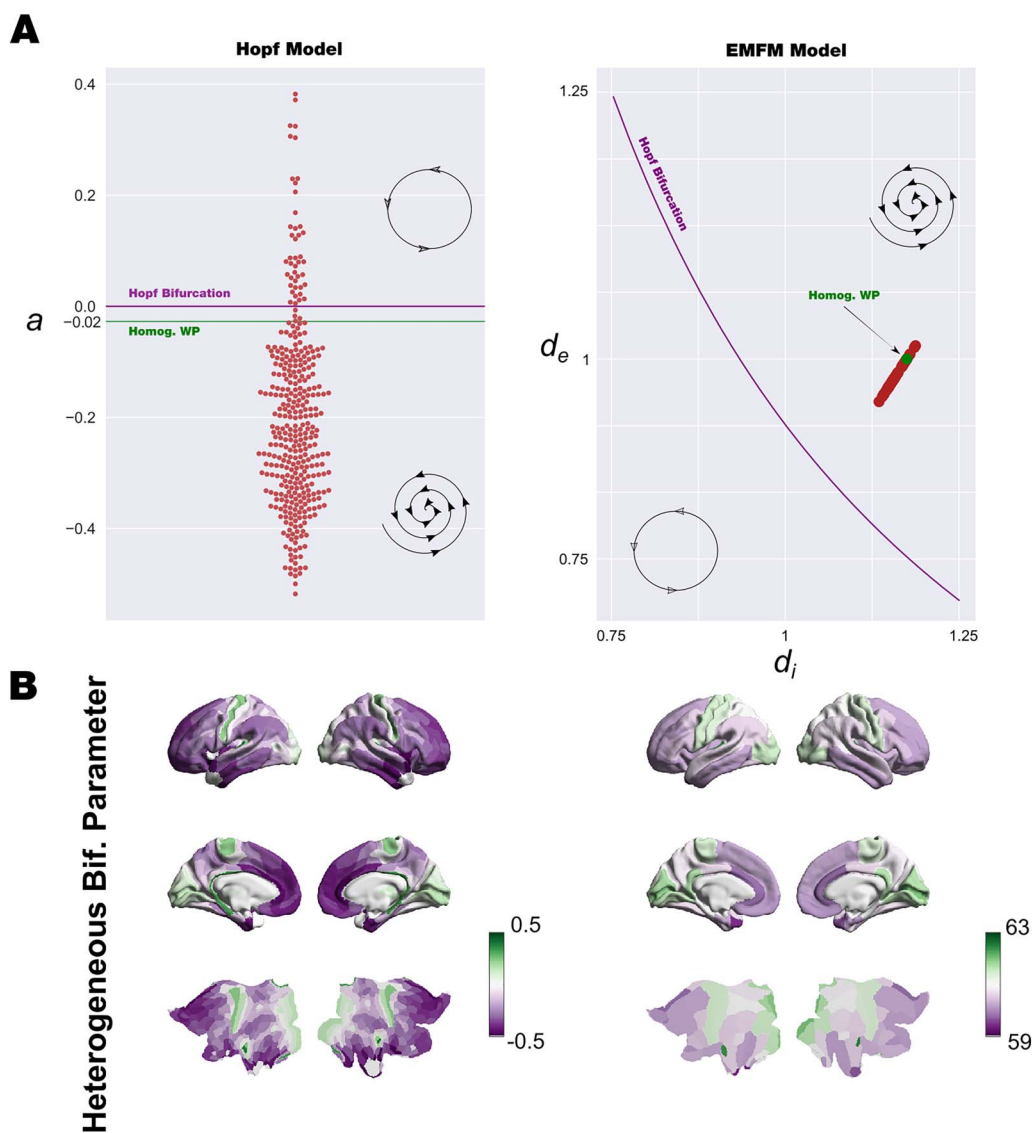 A
Hopf Model
EMFM Model
0.4
0.2
0.0
−0.02
−0.2
−0.4
a
Hopf Bifurcation
Homog. WP
1.25
1
0.75
d_e
Hopf Bifurcation
Homog. WP
0.75
1
1.25
d_i
B
Heterogeneous Bif. Parameter
0.5
-0.5
63
59